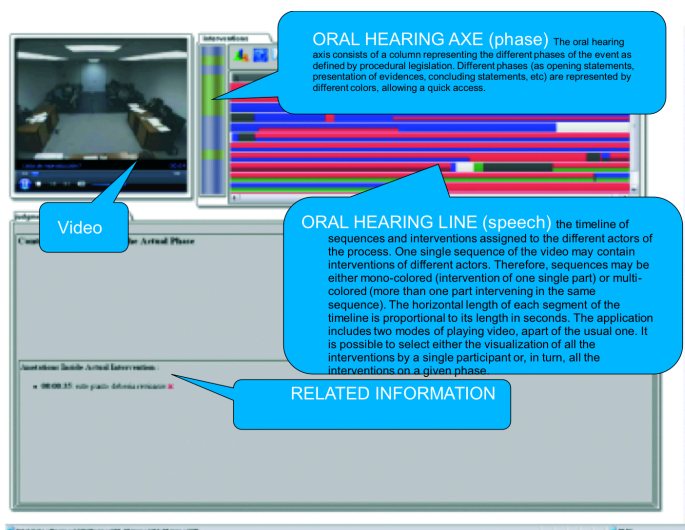 interventions
ORAL HEARING AXE (phase) The oral hearing
axis consists of a column representing the different phases of the event as
defined by procedural legislation. Different phases (as opening statements,
presentation of evidences, concluding statements, etc) are represented by
different colors, allowing a quick access.
Video
ORAL HEARING LINE (speech) the timeline of
sequences and interventions assigned to the different actors of
the process. One single sequence of the video may contain
interventions of different actors. Therefore, sequences may be
either mono-colored (intervention of one single part) or multi-
colored (more than one part intervening in the same
sequence). The horizontal length of each segment of the
timeline is proportional to its length in seconds. The application
includes two modes of playing video, apart of the usual one. It
is possible to select either the visualization of all the
interventions by a single participant or, in turn, all the
interventions on a given phase
Actual Phase
Inside Actual Intervention
00:00:35 este punto deberia revisarse
RELATED INFORMATION